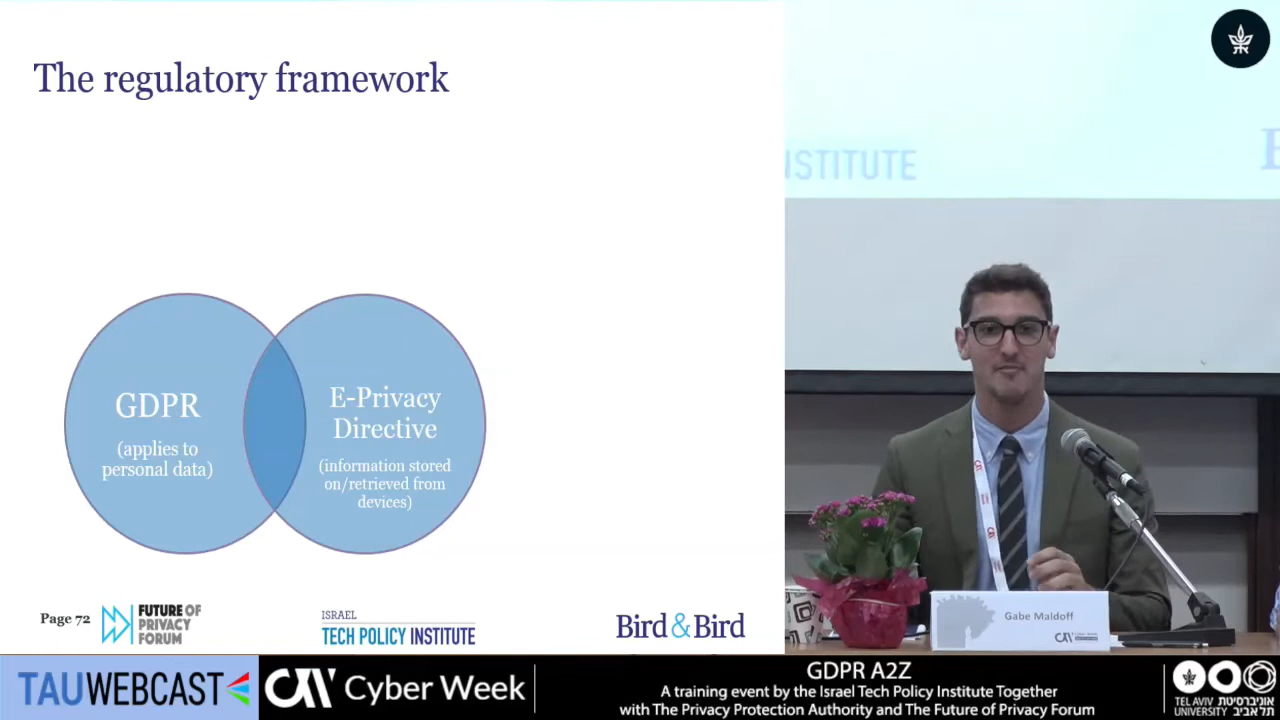 The regulatory framework
GDPR
(applies to
personal data)
E-Privacy
Directive
(information stored
on/retrieved from
devices)
Page 72
FUTURE OF
PRIVACY
FORUM
ISRAEL
TECH POLICY INSTITUTE
Bird & Bird
INSTITUTE
B
Gabe Maldoff
TAUWEBCAST
Cyber Week
GDPR A2Z
A training event by the Israel Tech Policy Institute Together
with The Privacy Protection Authority and The Future of Privacy Forum
TEL AVIV אוניברסיטת
UNIVERSITY תל אביב